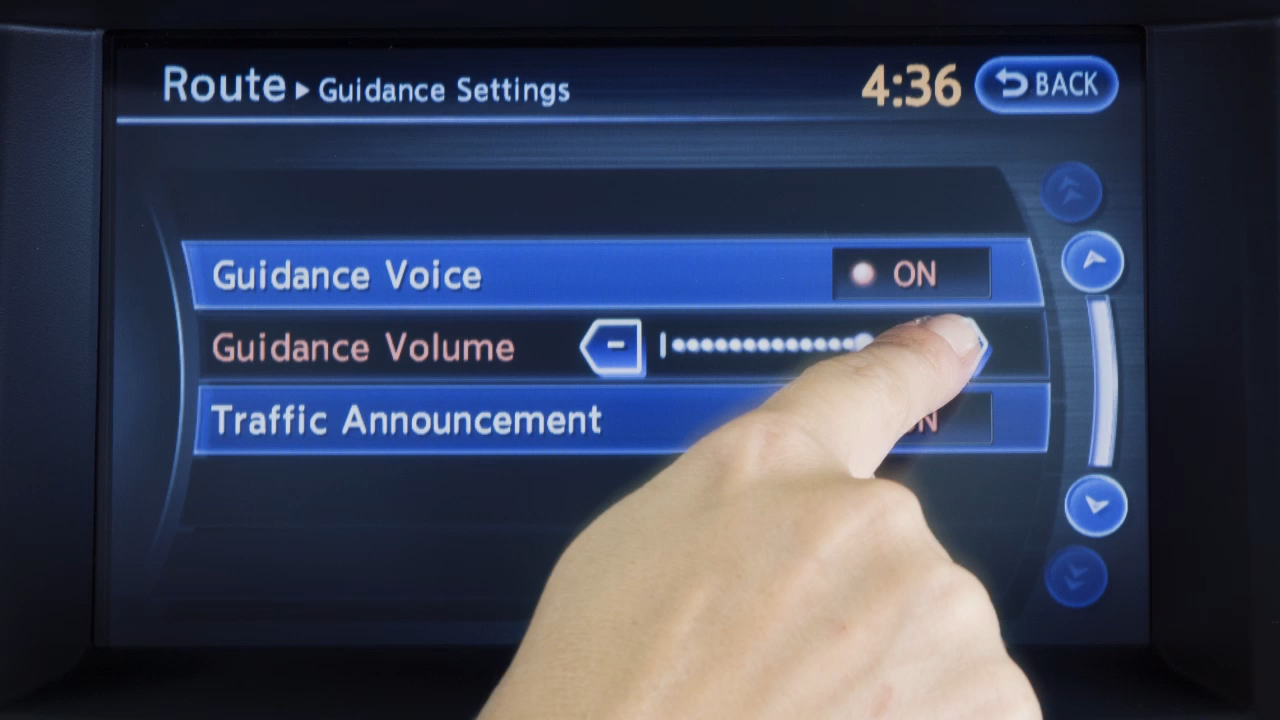 Route ▶ Guidance Settings 4:36 BACK
Guidance Voice ON
Guidance Volume -
Traffic Announcement